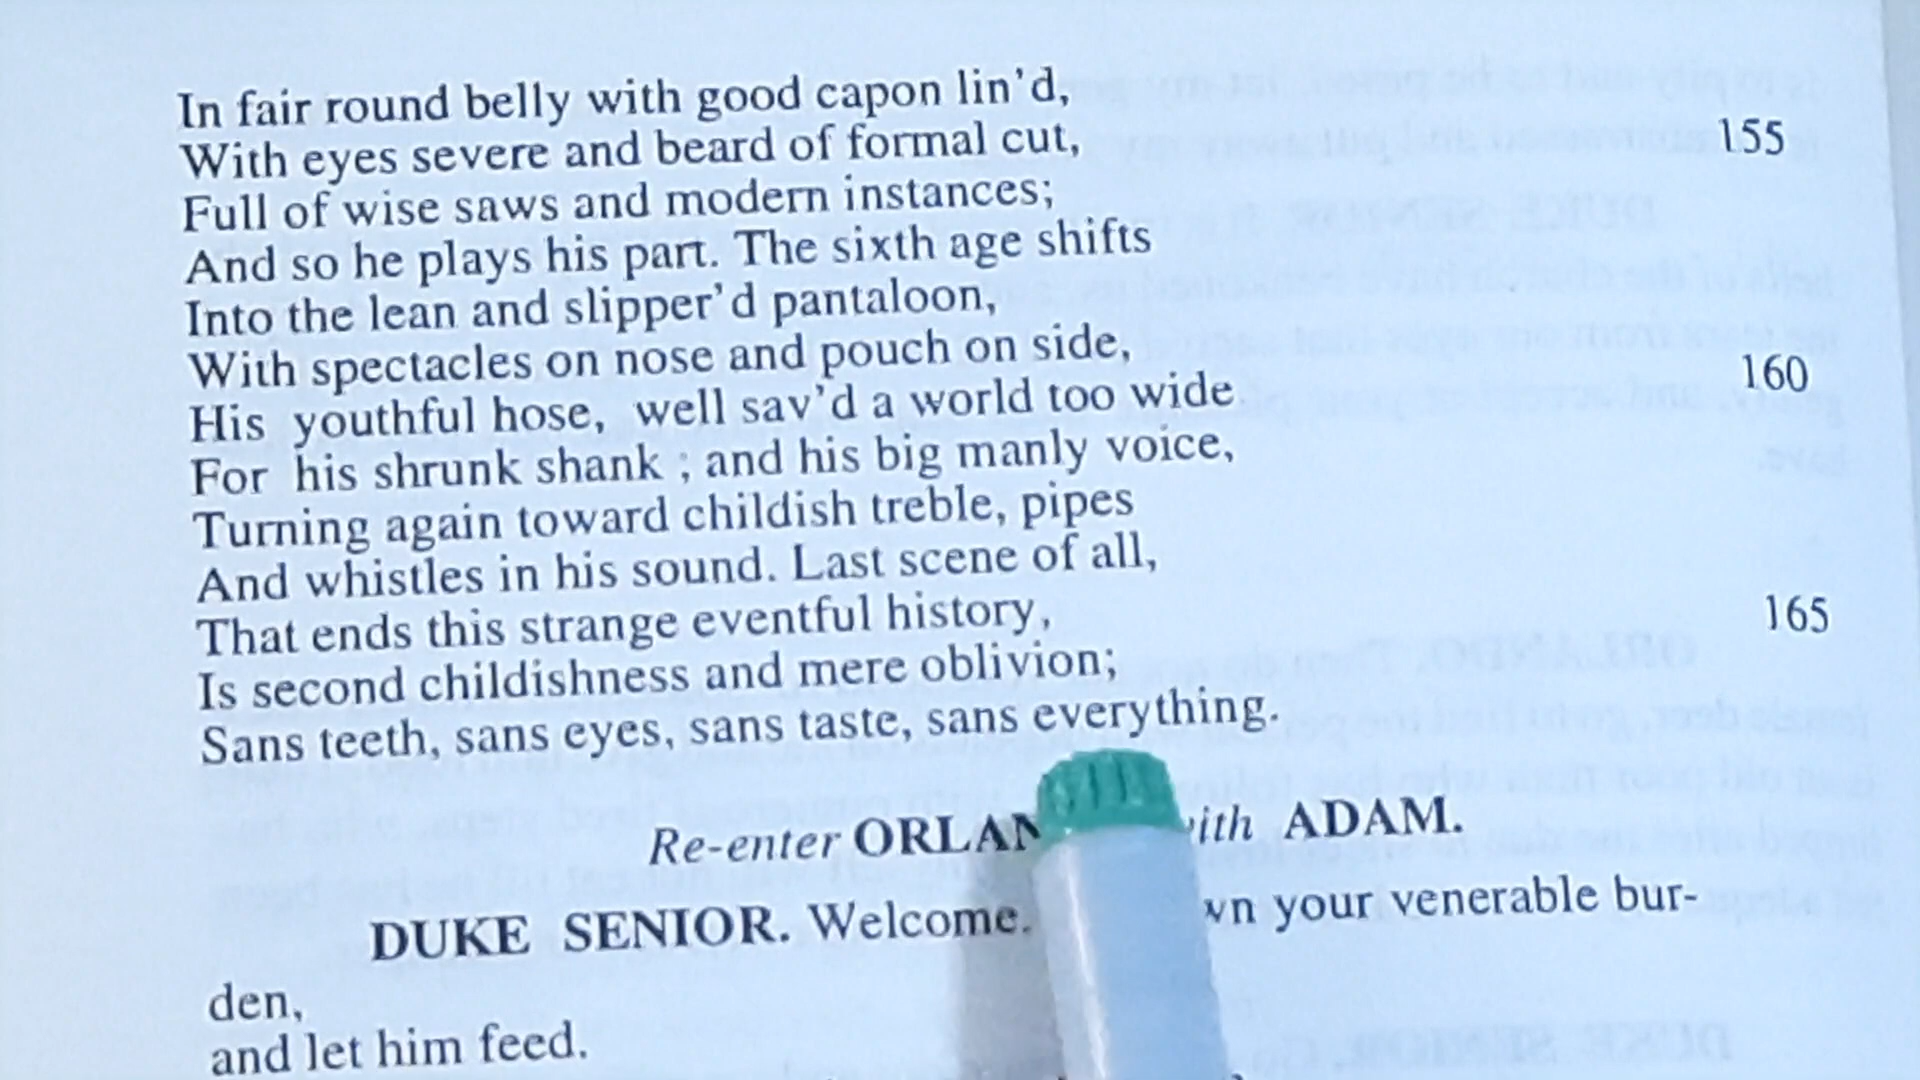 In fair round belly with good capon lin'd,
With eyes severe and beard of formal cut, 155
Full of wise saws and modern instances;
And so he plays his part. The sixth age shifts
Into the lean and slipper'd pantaloon,
With spectacles on nose and pouch on side,
His youthful hose, well sav'd a world too wide 160
For his shrunk shank ; and his big manly voice,
Turning again toward childish treble, pipes
And whistles in his sound. Last scene of all,
That ends this strange eventful history,
Is second childishness and mere oblivion; 165
Sans teeth, sans eyes, sans taste, sans everything.
Re-enter ADAM.
DUKE SENIOR. Welcome. your venerable bur-
den,
and let him feed.